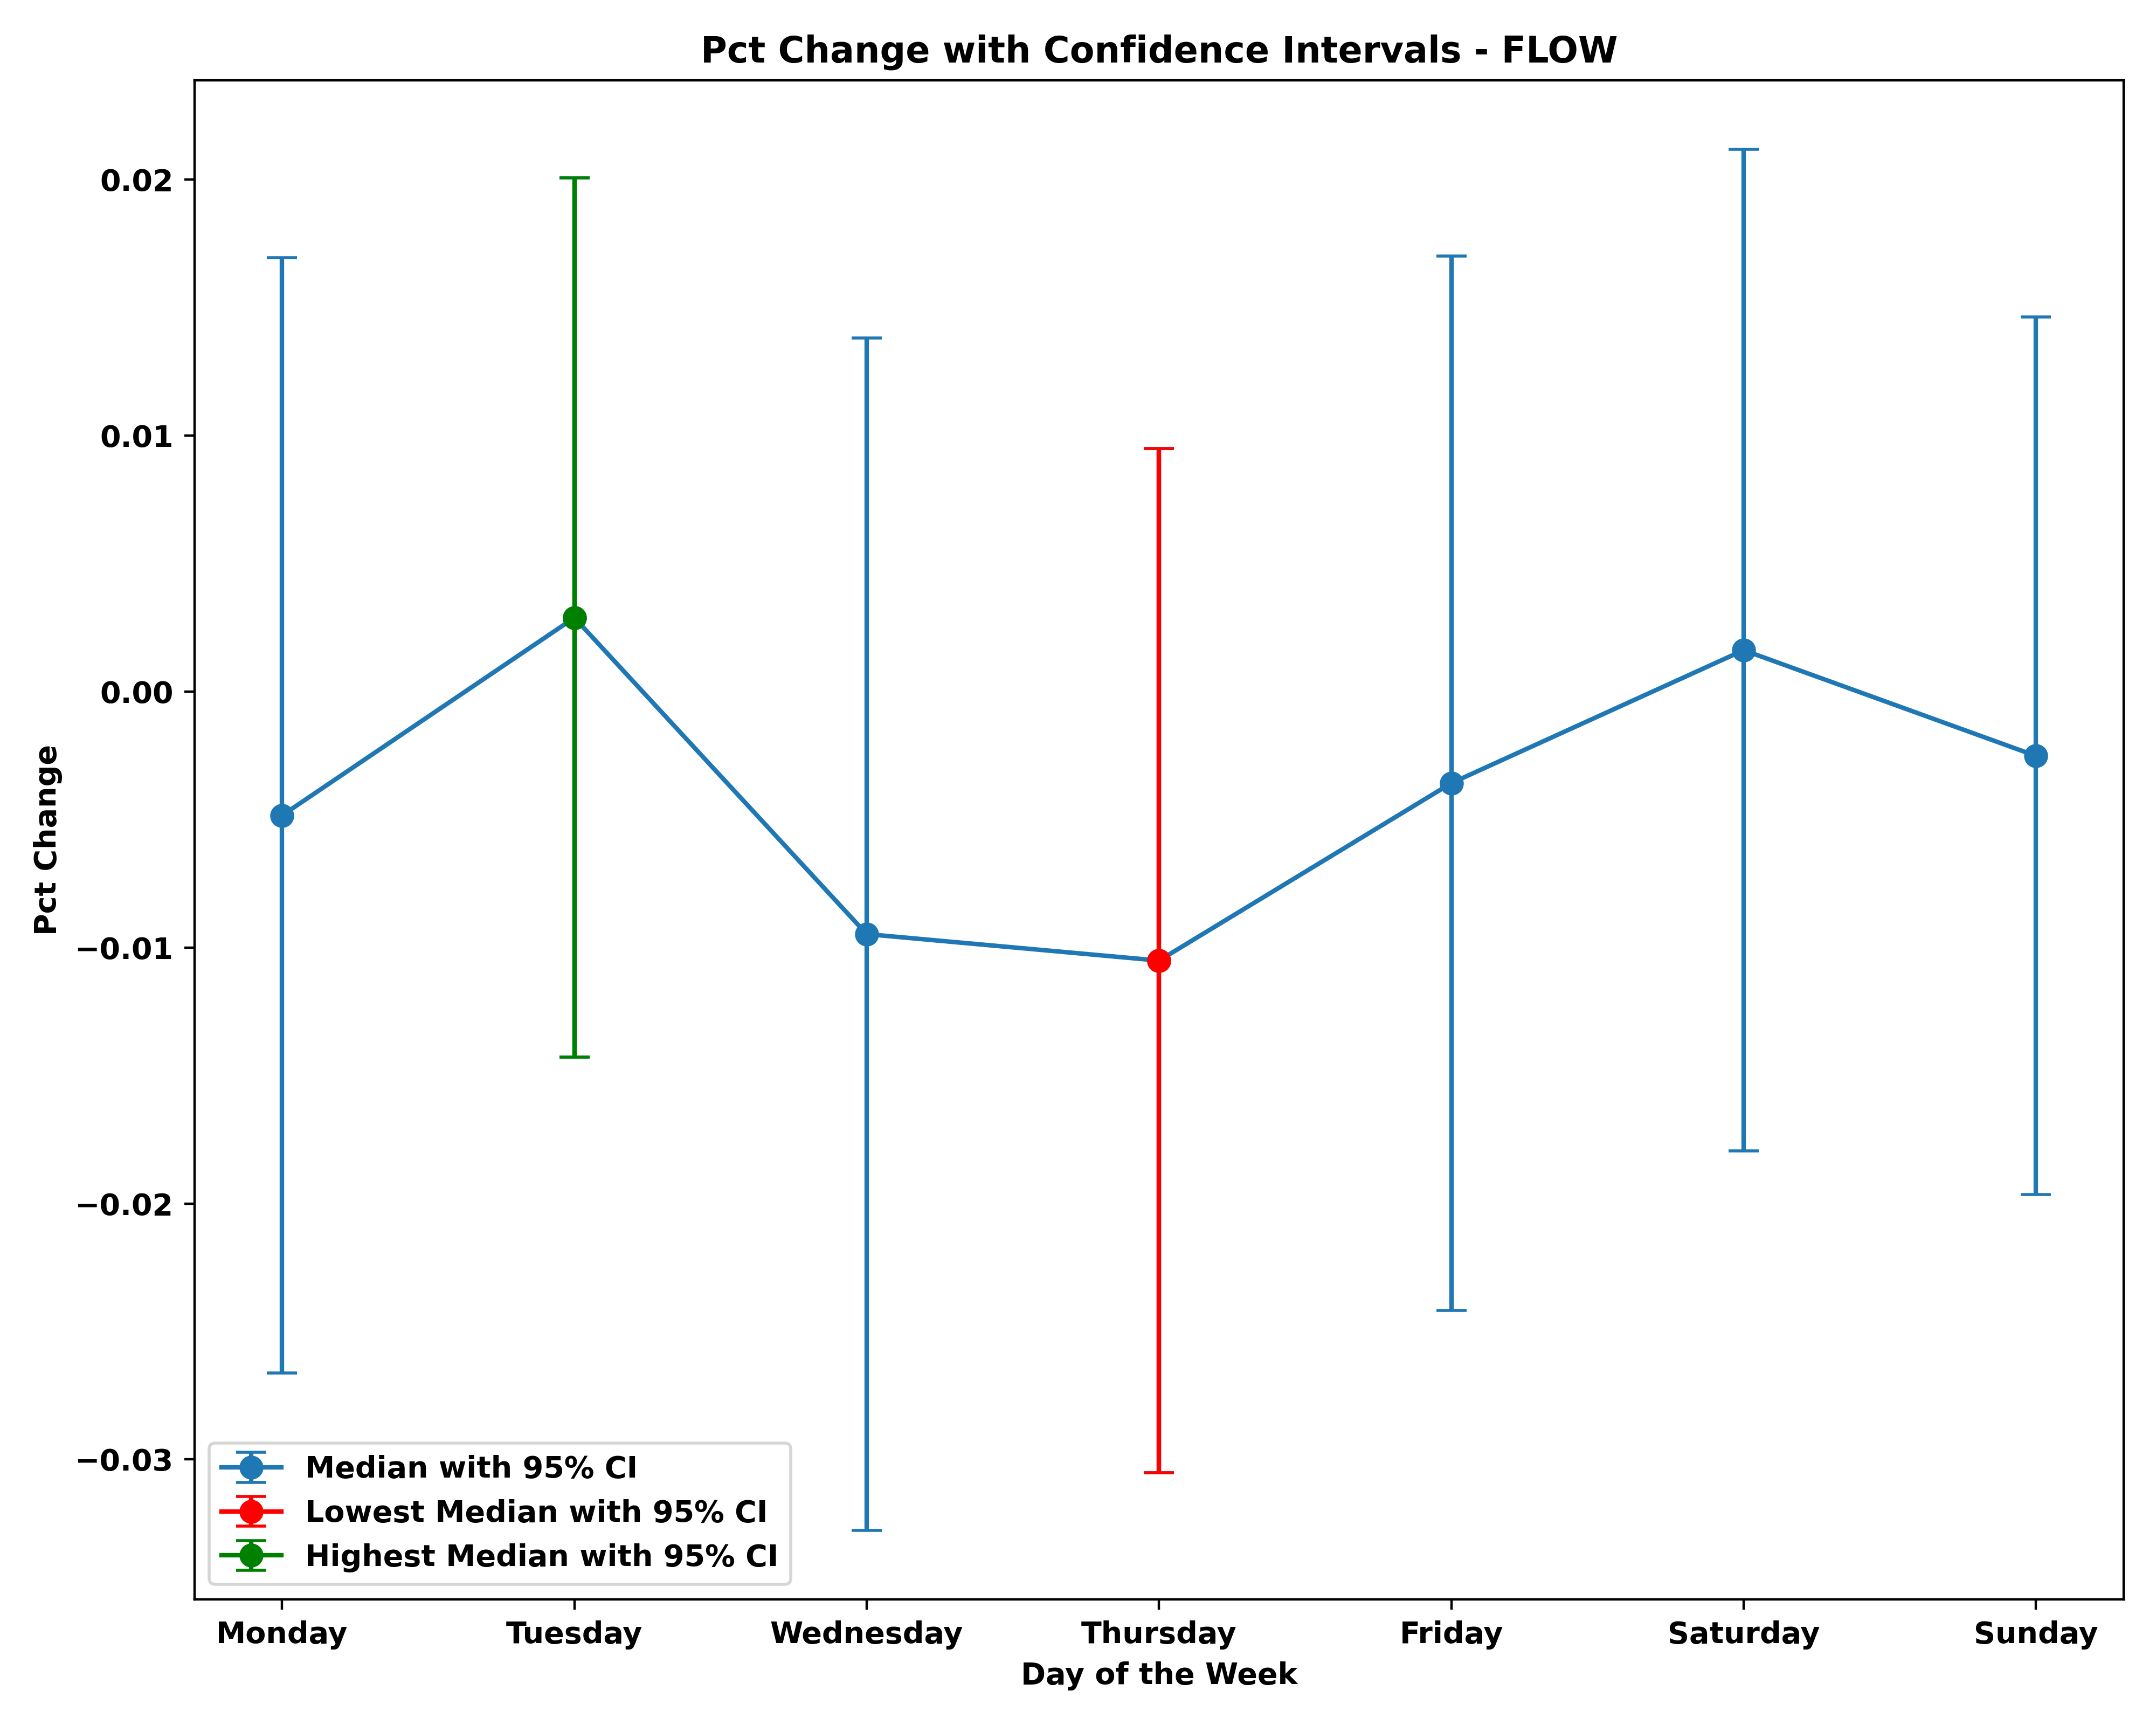 Pct Change with Confidence Intervals - FLOW
0.02
0.01
0.00
−0.01
−0.02
−0.03
Pct Change
Median with 95% CI
Lowest Median with 95% CI
Highest Median with 95% CI
Monday Tuesday Wednesday Thursday Friday Saturday Sunday
Day of the Week